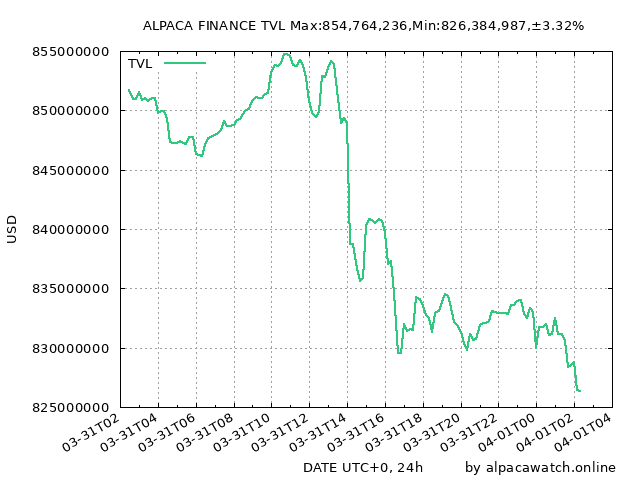 ALPACA FINANCE TVL Max:854,764,236,Min:826,384,987,±3.32%
855000000
TVL
850000000
845000000
840000000
USD
835000000
830000000
825000000
03-31T02
03-31T04
03-31T06
03-31T08
03-31T10
03-31T12
03-31T14
03-31T16
03-31T18
03-31T20
03-31T22
04-01T00
04-01T02
04-01T04
DATE UTC+0, 24h
by alpacawatch.online